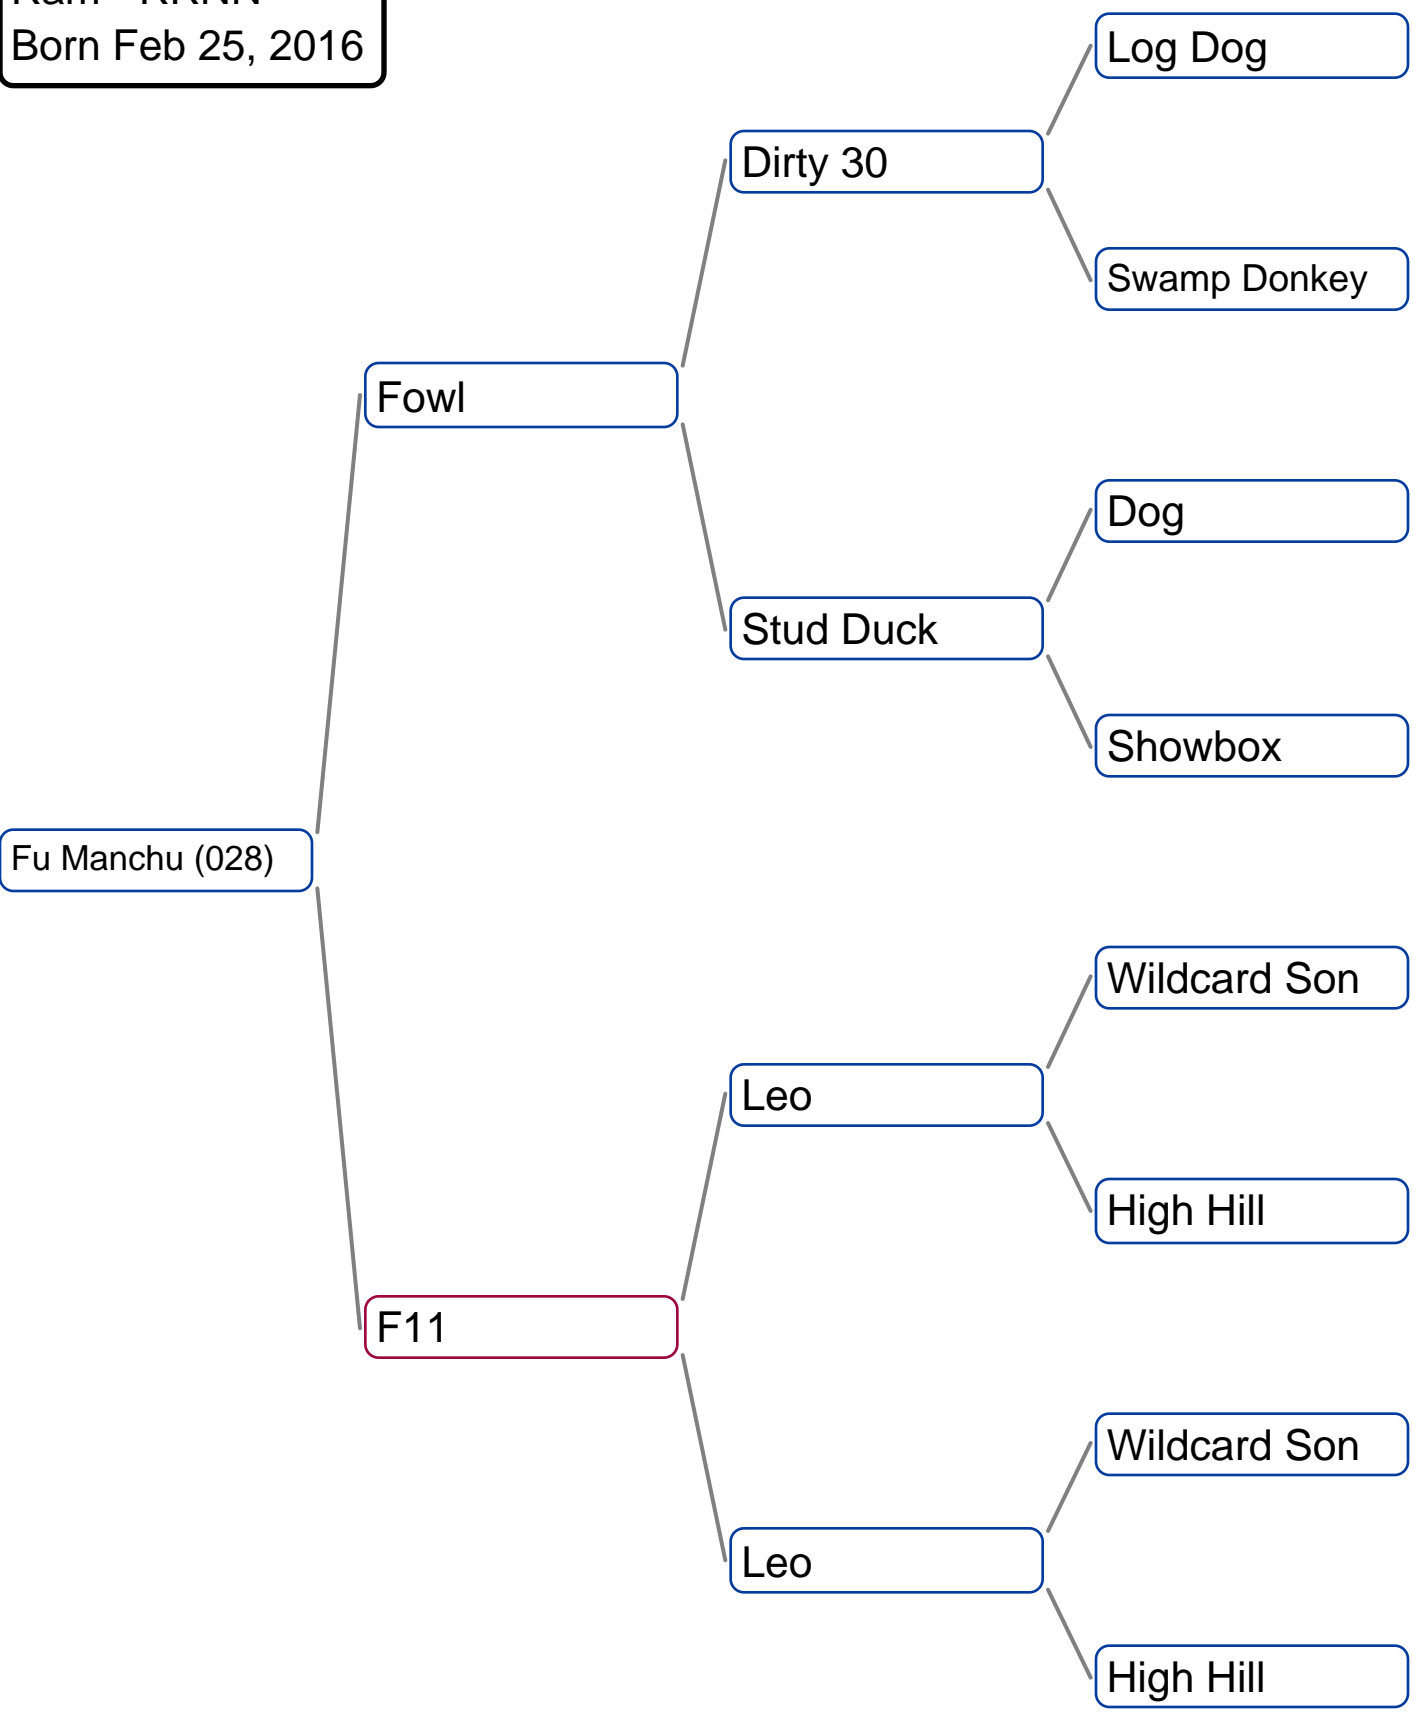 Born Feb 25, 2016
Log Dog
Dirty 30
Swamp Donkey
Fowl
Dog
Stud Duck
Showbox
Fu Manchu (028)
Wildcard Son
Leo
High Hill
F11
Wildcard Son
Leo
High Hill